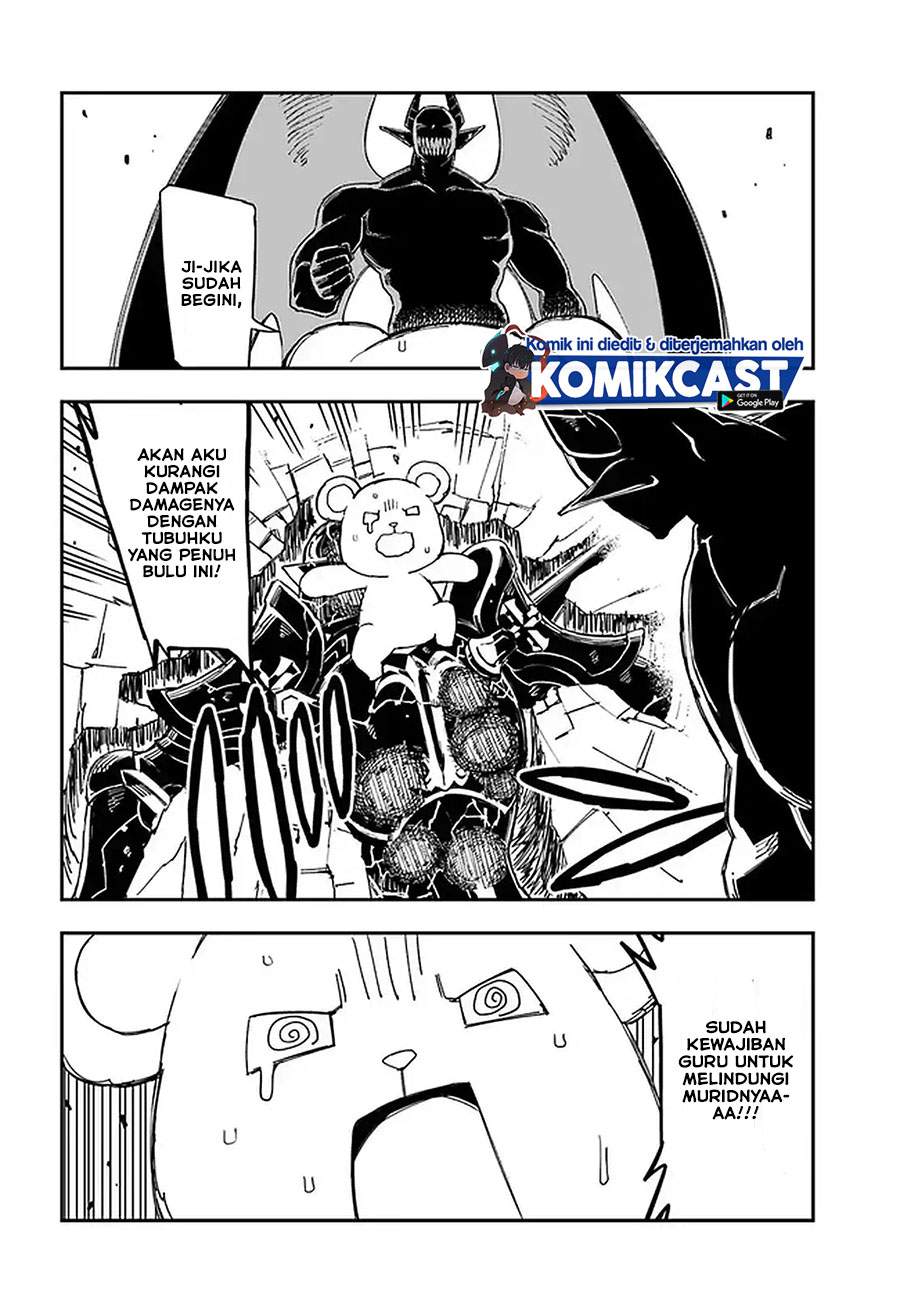 JI-JIKA
SUDAH
BEGINI,
Komik ini diedit & diterjemahkan oleh
KOMIKCAST
GET IT ON
Google Play
AKAN AKU
KURANGI
DAMPAK
DAMAGENYA
DENGAN
TUBUHKU
YANG PENUH
BULU INI!
SUDAH
KEWAJIBAN
GURU UNTUK
MELINDUNGI
MURIDNYAA-
AA!!!